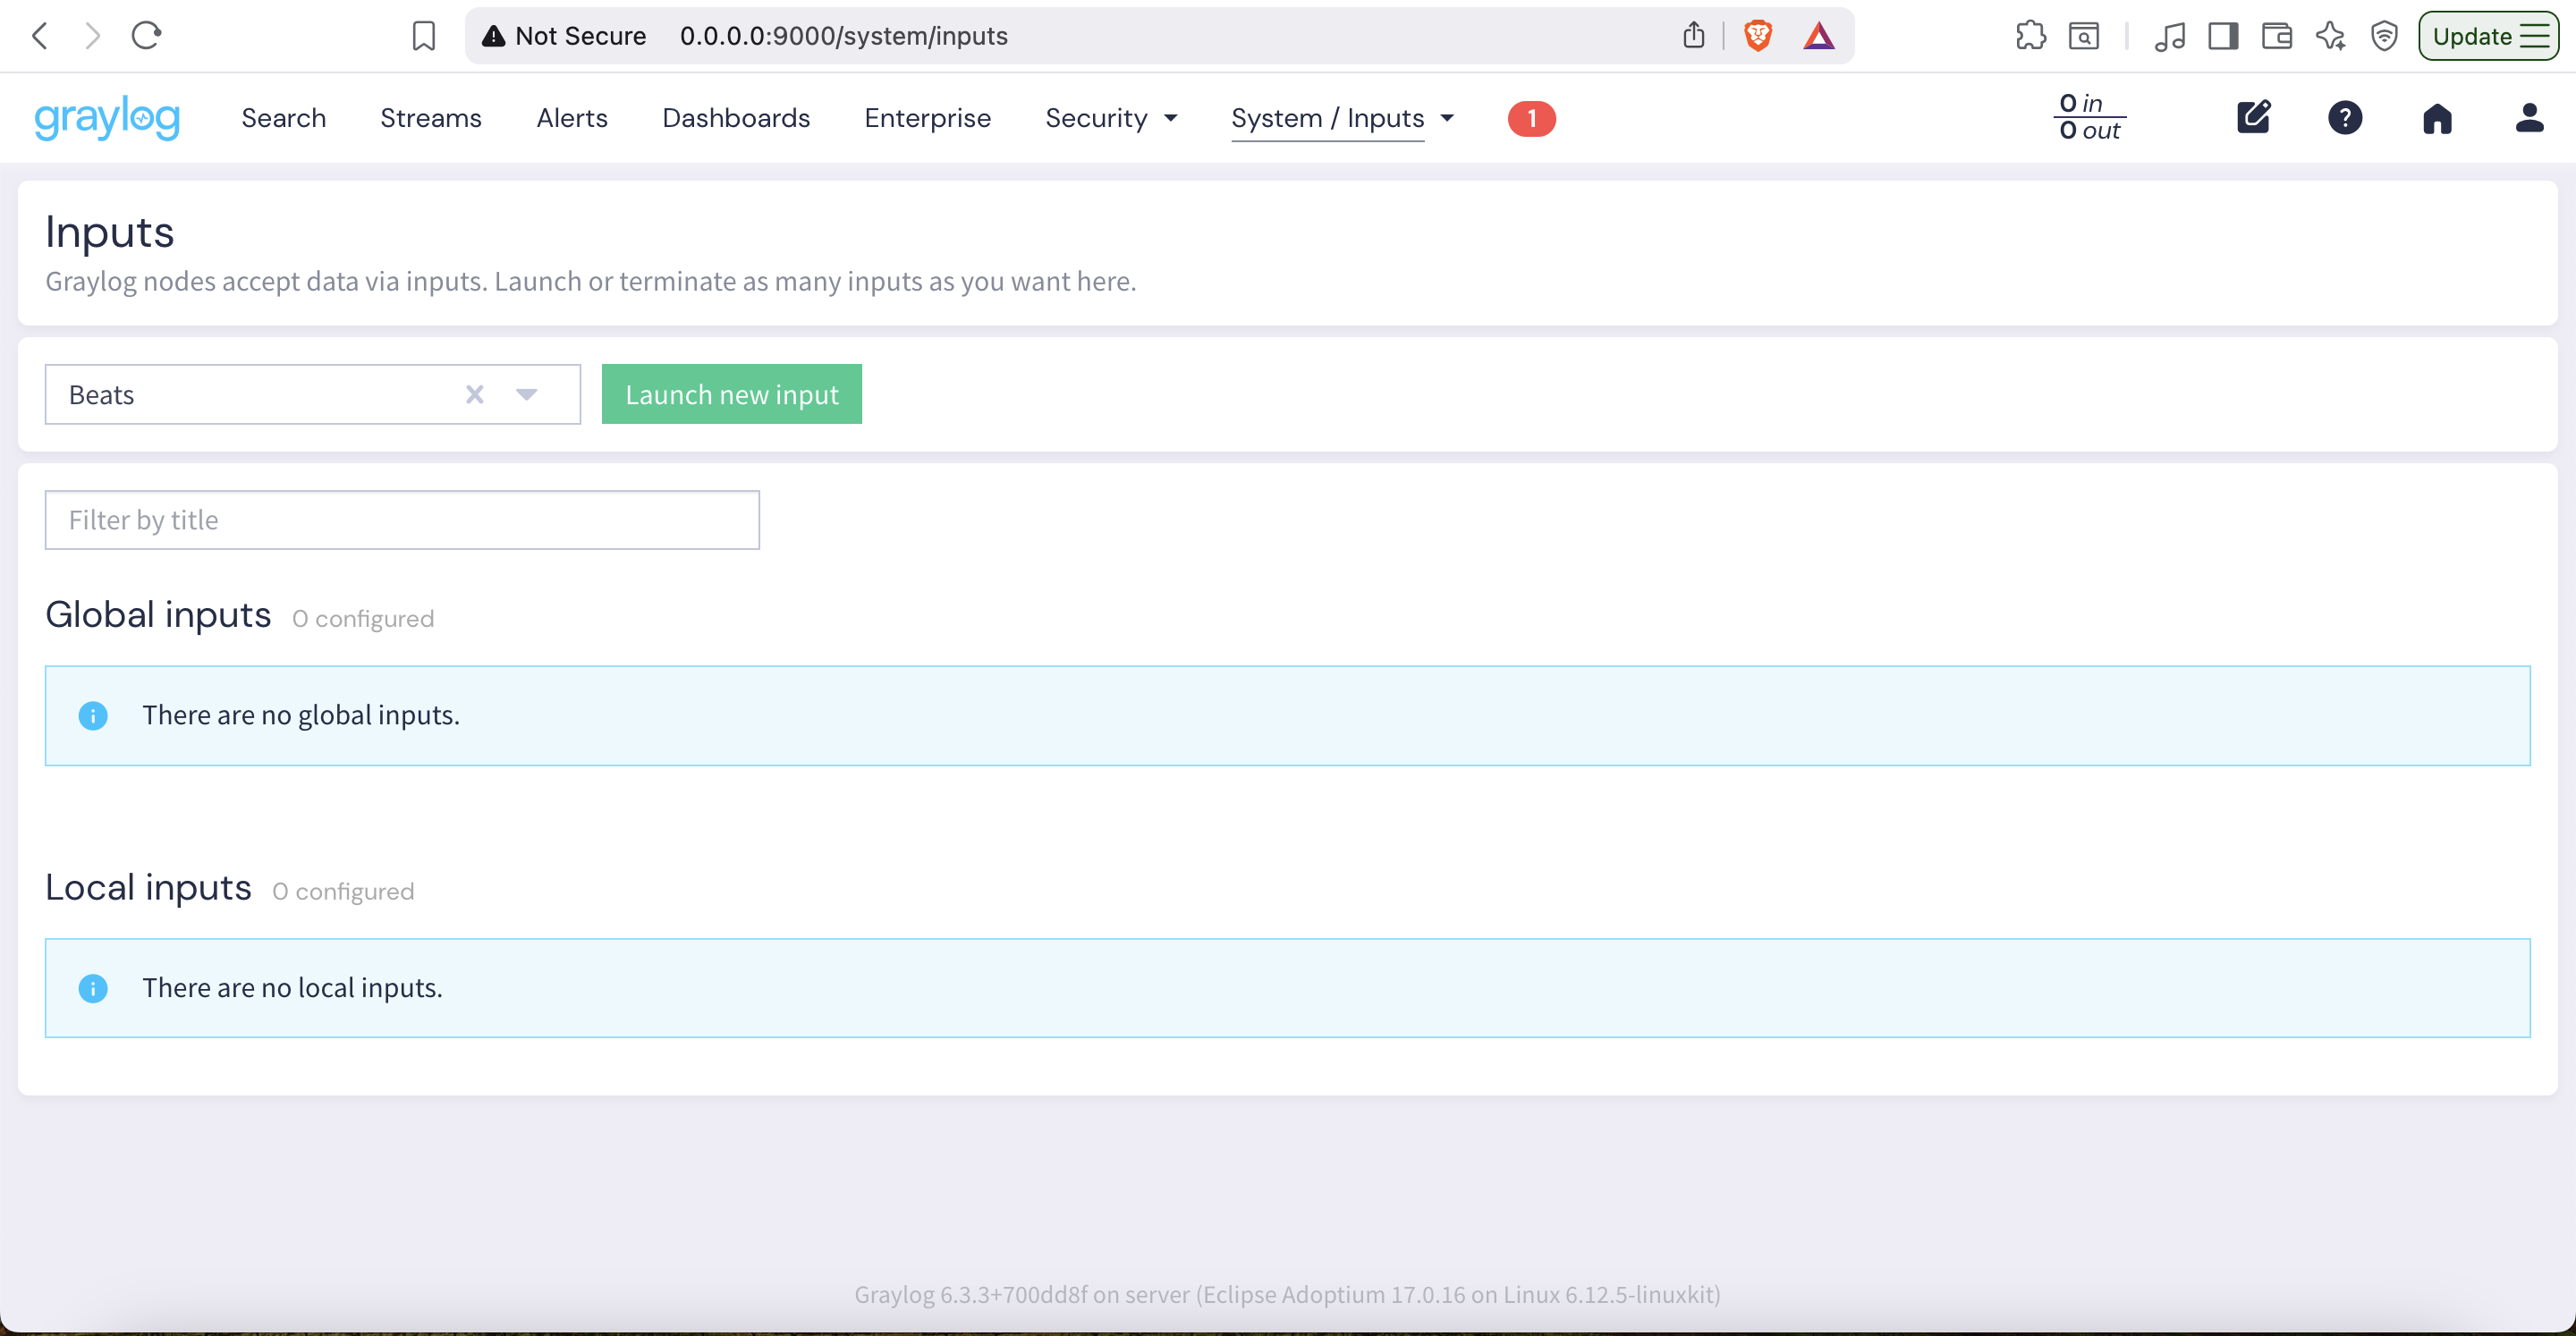 Not Secure 0.0.0.0:9000/system/inputs Update
graylog Search Streams Alerts Dashboards Enterprise Security System / Inputs 1 0 in
0 out
Inputs
Graylog nodes accept data via inputs. Launch or terminate as many inputs as you want here.
Beats Launch new input
Filter by title
Global inputs 0 configured
There are no global inputs.
Local inputs 0 configured
There are no local inputs.
Graylog 6.3.3+700dd8f on server (Eclipse Adoptium 17.0.16 on Linux 6.12.5-linuxkit)